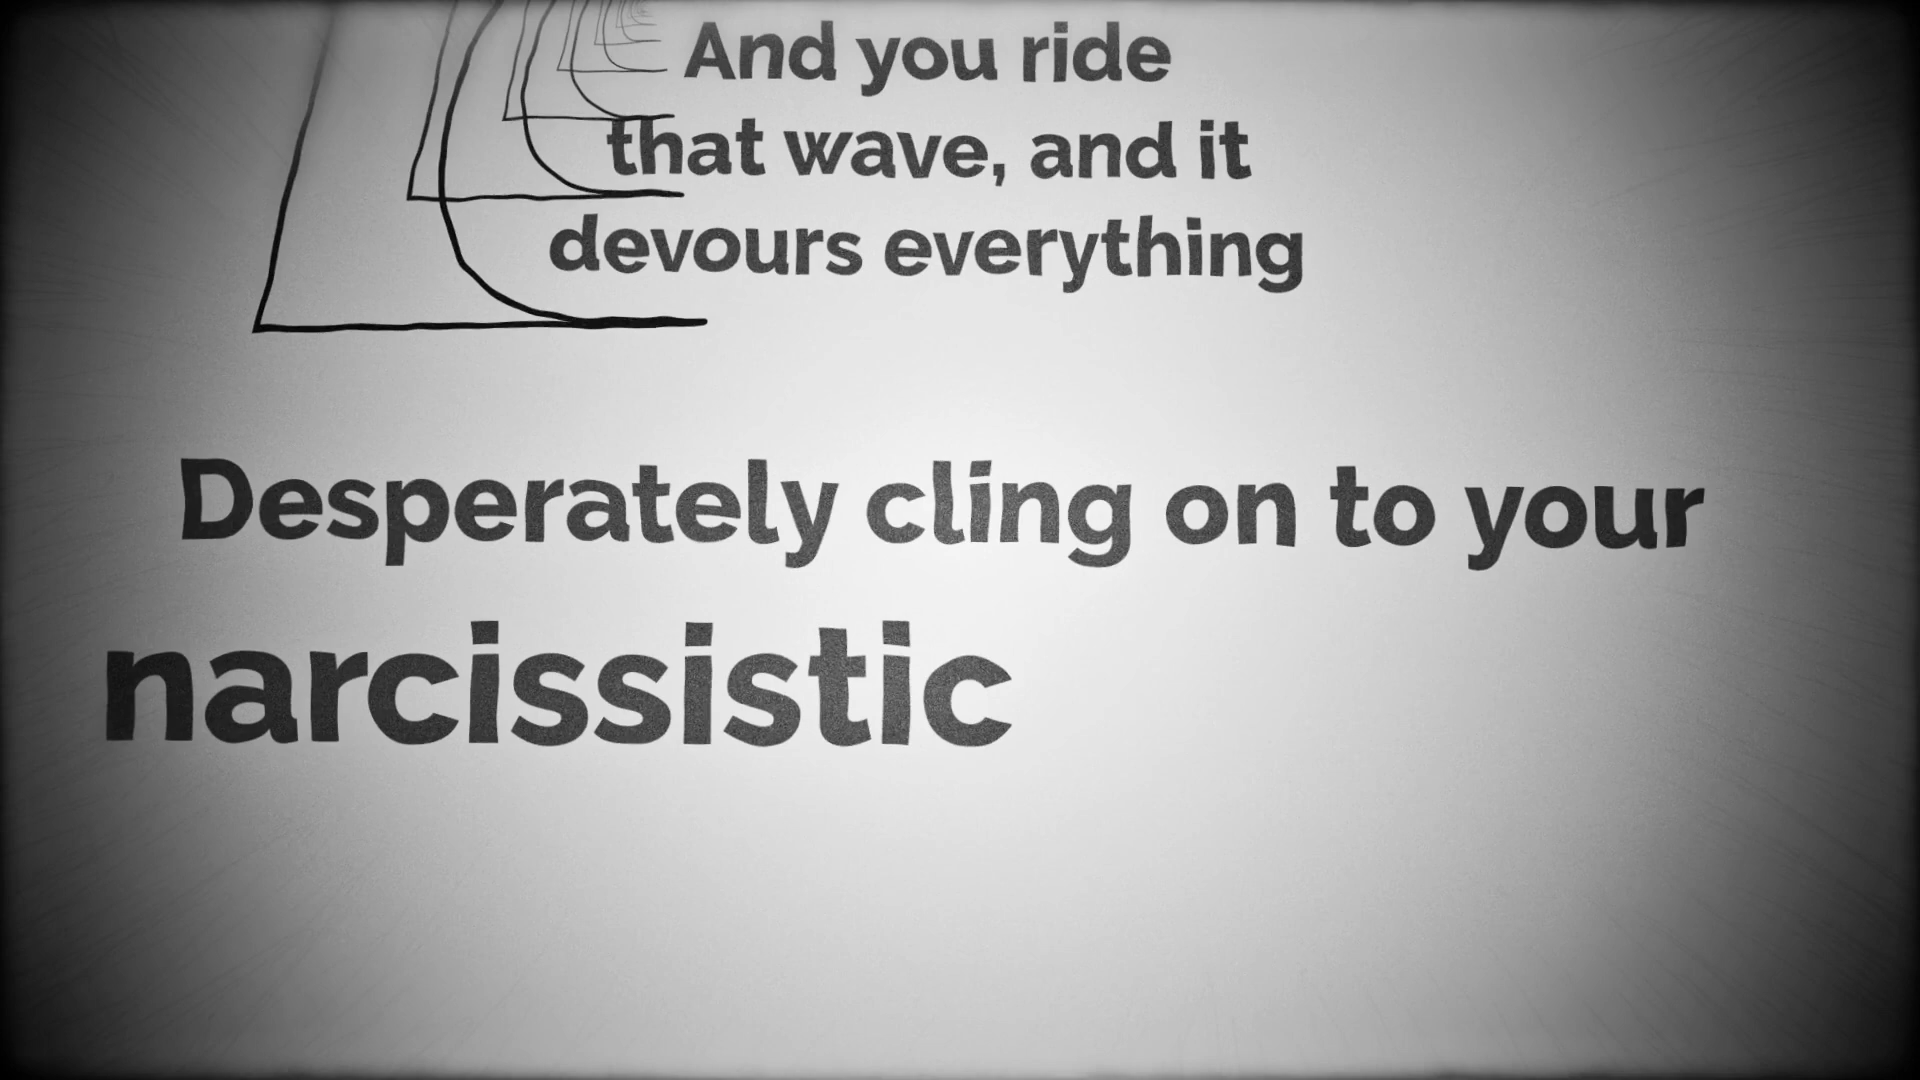 And you ride
that wave, and it
devours everything
Desperately cling on to your
narcissistic